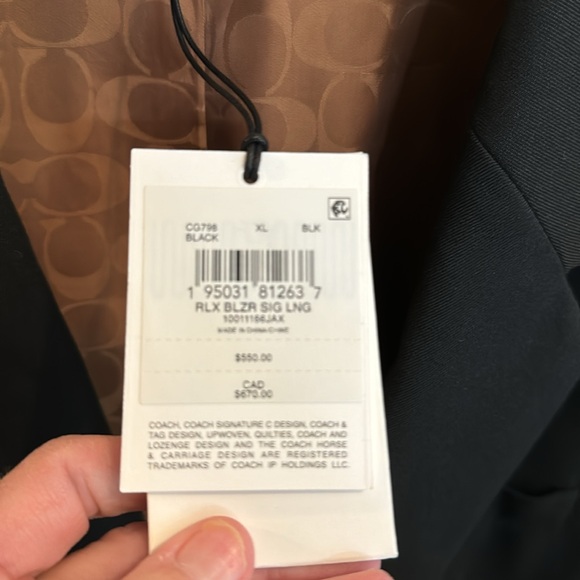 CG798 XL BLK
BLACK
1 95031 81263 7
RLX BLZR SIG LNG
10011156JAX
MADE IN CHINA/CHINE
$550.00
CAD
$670.00
COACH, COACH SIGNATURE C DESIGN, COACH &
TAG DESIGN, UPWOVEN, QUILTIES, COACH AND
LOZENGE DESIGN AND THE COACH HORSE
& CARRIAGE DESIGN ARE REGISTERED
TRADEMARKS OF COACH IP HOLDINGS LLC.